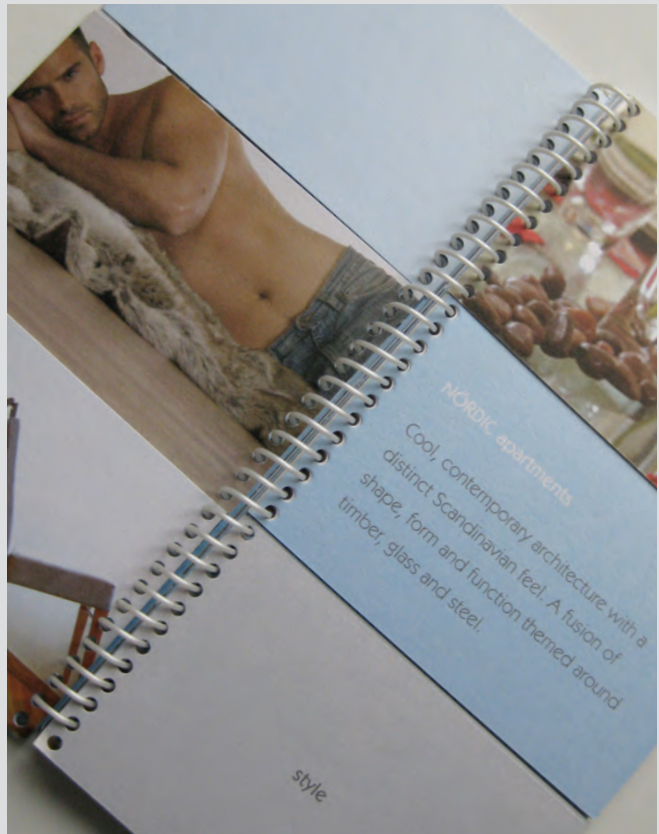 NORDIC apartments
Cool, contemporary architecture with a
distinct Scandinavian feel. A fusion of
shape, form and function themed around
timber, glass and steel.
style